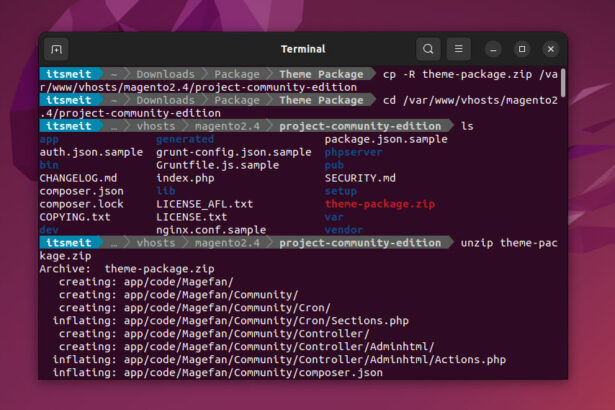 Terminal
itsmeit ~ Downloads Package Theme Package cp -R theme-package.zip /va
r/www/vhosts/magento2.4/project-community-edition
itsmeit ~ Downloads Package Theme Package cd /var/www/vhosts/magento2
.4/project-community-edition
itsmeit … vhosts magento2.4 project-community-edition ls
app generated package.json.sample
auth.json.sample grunt-config.json.sample phpserver
bin Gruntfile.js.sample pub
CHANGELOG.md index.php SECURITY.md
composer.json lib setup
composer.lock LICENSE_AFL.txt theme-package.zip
COPYING.txt LICENSE.txt var
dev nginx.conf.sample vendor
itsmeit … vhosts magento2.4 project-community-edition unzip theme-pac
kage.zip
Archive:  theme-package.zip
creating: app/code/Magefan/
creating: app/code/Magefan/Community/
creating: app/code/Magefan/Community/Cron/
inflating: app/code/Magefan/Community/Cron/Sections.php
creating: app/code/Magefan/Community/Controller/
creating: app/code/Magefan/Community/Controller/Adminhtml/
inflating: app/code/Magefan/Community/Controller/Adminhtml/Actions.php
inflating: app/code/Magefan/Community/composer.json